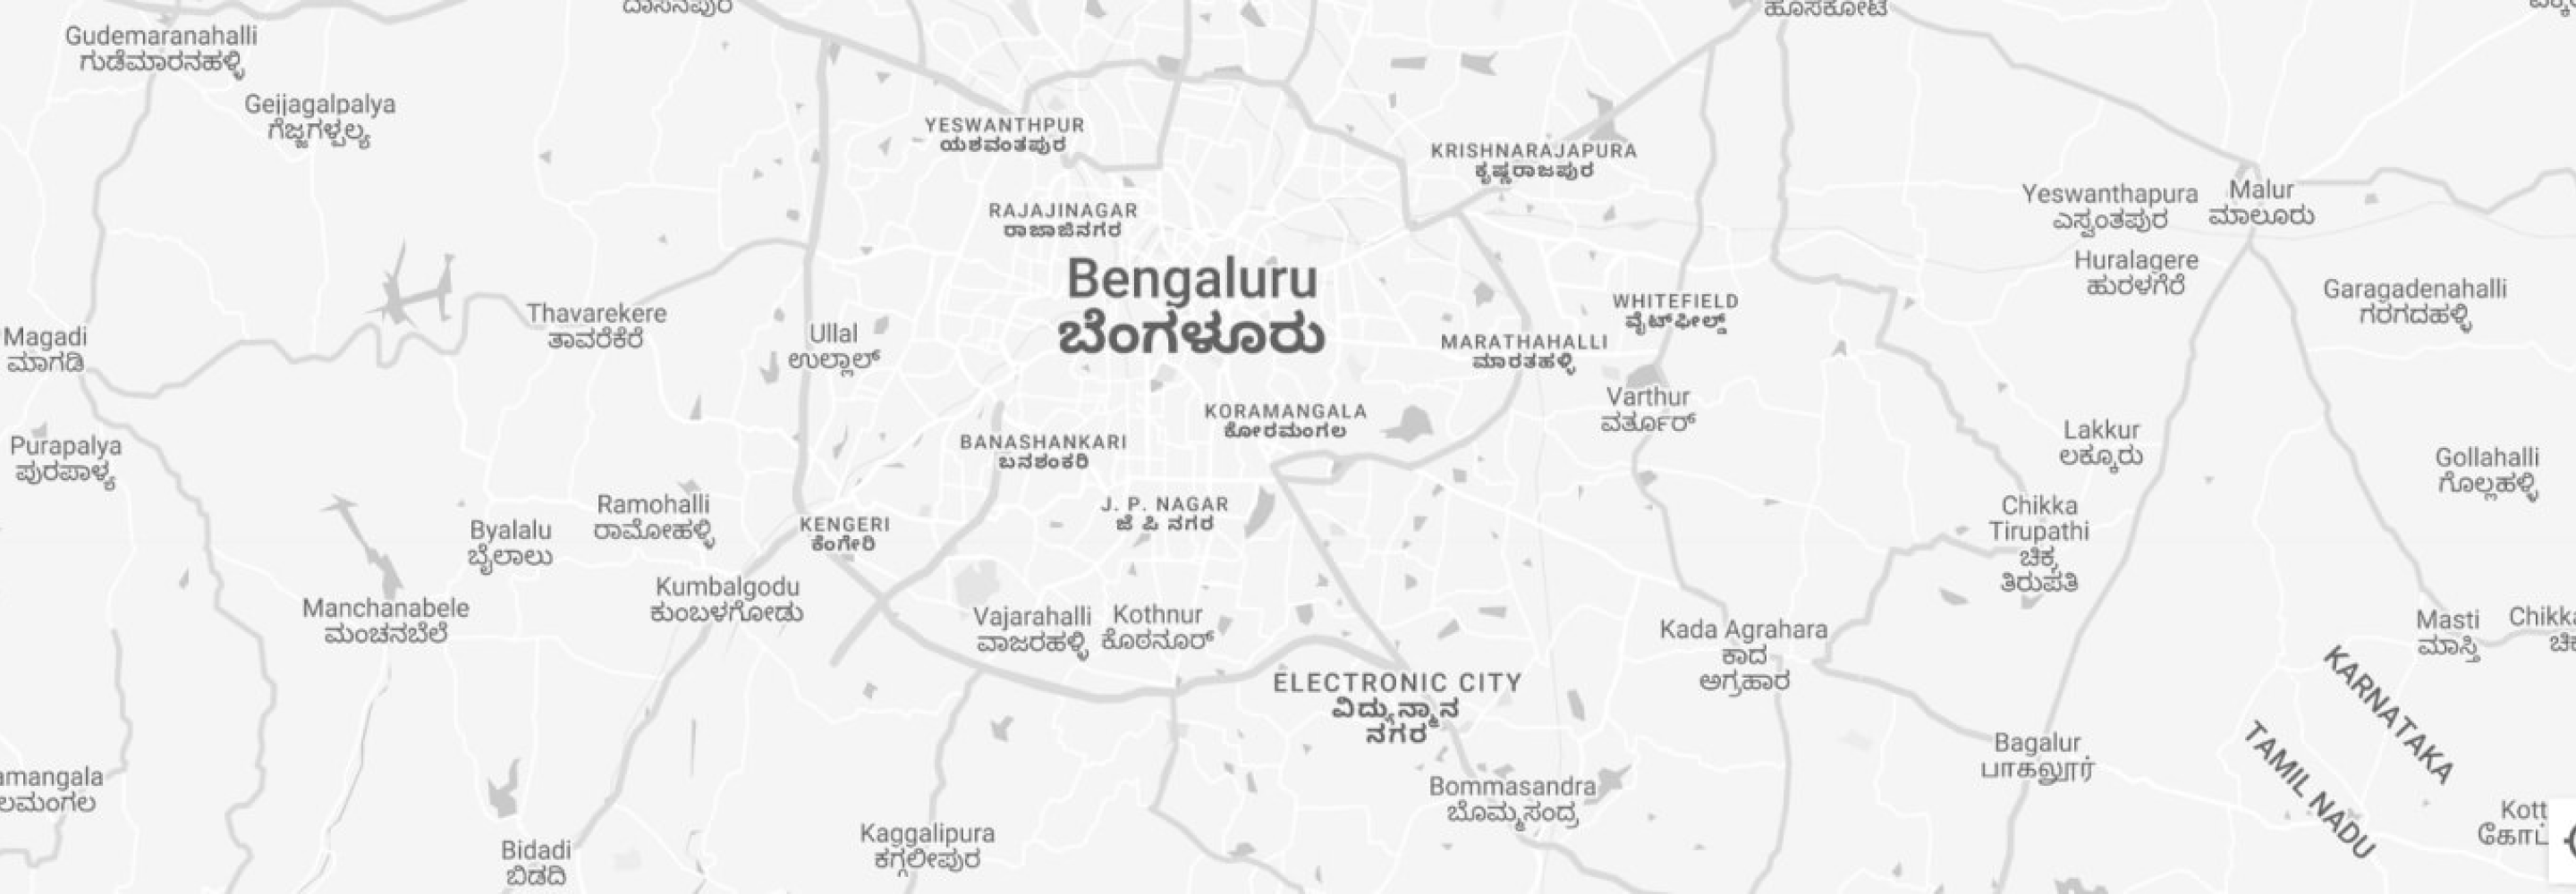 ದಾಸನಪುರ
ಹೊಸಕೋಟೆ
Gudemaranahalli
ಗುಡೆಮಾರನಹಳ್ಳಿ
Gejjagalpalya
ಗೆಜ್ಜಗಳ್ಪಲ್ಯ
YESWANTHPUR
ಯಶವಂತಪುರ
KRISHNARAJAPURA
ಕೃಷ್ಣರಾಜಪುರ
Yeswanthapura
ಎಸ್ವಂತಪುರ
Malur
ಮಾಲೂರು
RAJAJINAGAR
ರಾಜಾಜಿನಗರ
Huralagere
ಹುರಳಗೆರೆ
Bengaluru
ಬೆಂಗಳೂರು
Garagadenahalli
ಗರಗದಹಳ್ಳಿ
WHITEFIELD
ವೈಟ್‌ಫೀಲ್ಡ್
Thavarekere
ತಾವರೆಕೆರೆ
Magadi
ಮಾಗಡಿ
Ullal
ಉಲ್ಲಾಲ್
MARATHAHALLI
ಮಾರತಹಳ್ಳಿ
Varthur
ವರ್ತೂರ್
KORAMANGALA
ಕೋರಮಂಗಲ
Purapalya
ಪುರಪಾಳ್ಯ
BANASHANKARI
ಬನಶಂಕರಿ
Lakkur
ಲಕ್ಕೂರು
Gollahalli
ಗೊಲ್ಲಹಳ್ಳಿ
Ramohalli
ರಾಮೋಹಳ್ಳಿ
J. P. NAGAR
ಜೆ ಪಿ ನಗರ
Chikka
Tirupathi
ಚಿಕ್ಕ
ತಿರುಪತಿ
Byalalu
ಬೈಲಾಲು
KENGERI
ಕೆಂಗೇರಿ
Kumbalgodu
ಕುಂಬಳಗೋಡು
Manchanabele
ಮಂಚನಬೆಲೆ
Vajarahalli
ವಾಜರಹಳ್ಳಿ
Kothnur
ಕೊಠನೂರ್
Kada Agrahara
ಕಾದ
ಅಗ್ರಹಾರ
Masti
ಮಾಸ್ತಿ
Chikka
ELECTRONIC CITY
ವಿದ್ಯುನ್ಮಾನ
ನಗರ
KARNATAKA
TAMIL NADU
Bagalur
பாகலூர்
amangala
ಲಮಂಗಲ
Bommasandra
ಬೊಮ್ಮಸಂದ್ರ
Kott
கோட்
Kaggalipura
ಕಗ್ಗಲೀಪುರ
Bidadi
ಬಿಡದಿ